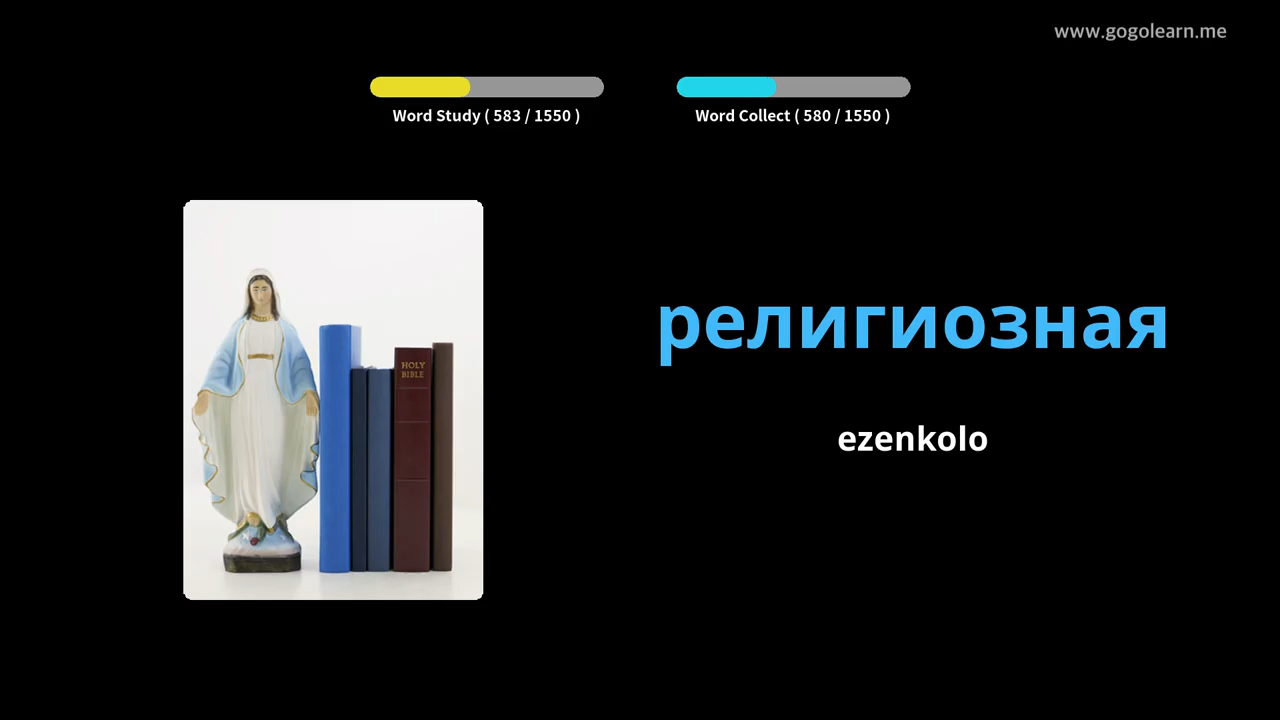 www.gogolearn.me
Word Study ( 583 / 1550 )
Word Collect ( 580 / 1550 )
HOLY
BIBLE
религиозная
ezenkolo